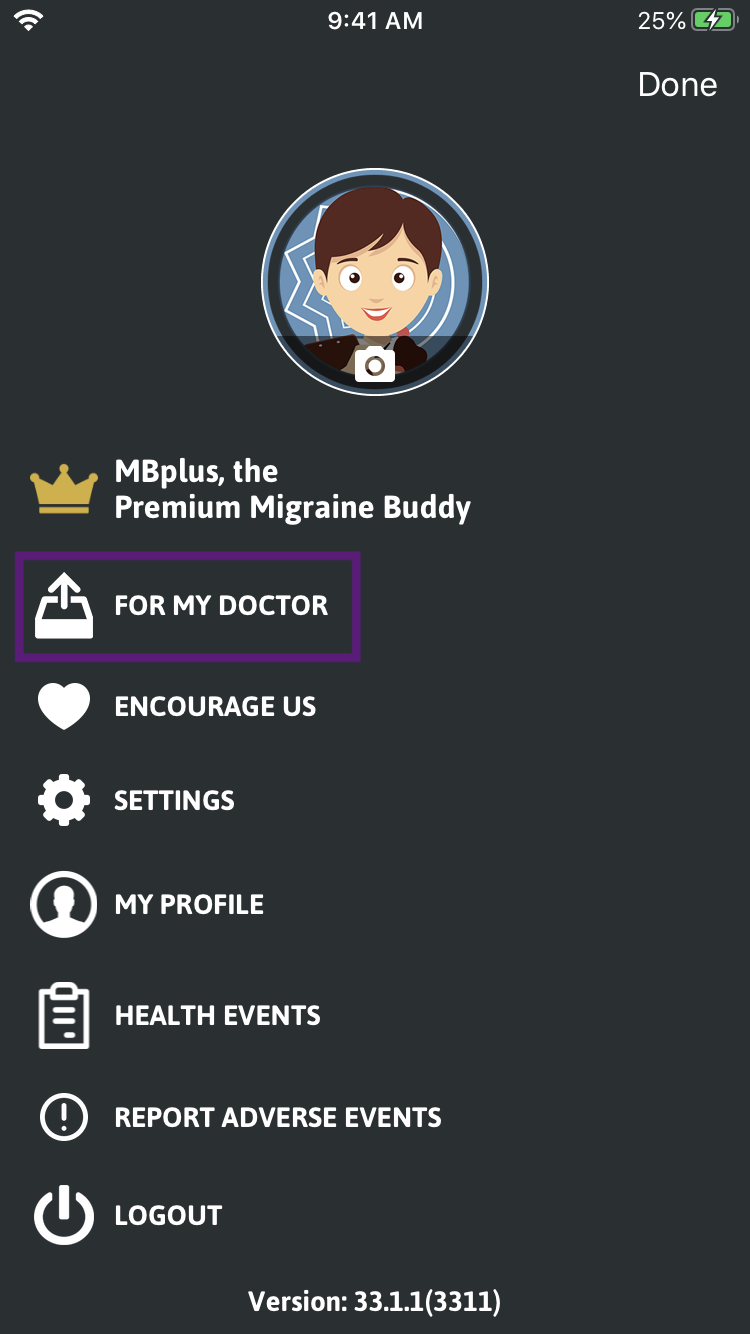 9:41 AM
25%
Done
MBplus, the
Premium Migraine Buddy
FOR MY DOCTOR
ENCOURAGE US
SETTINGS
MY PROFILE
HEALTH EVENTS
REPORT ADVERSE EVENTS
LOGOUT
Version: 33.1.1(3311)